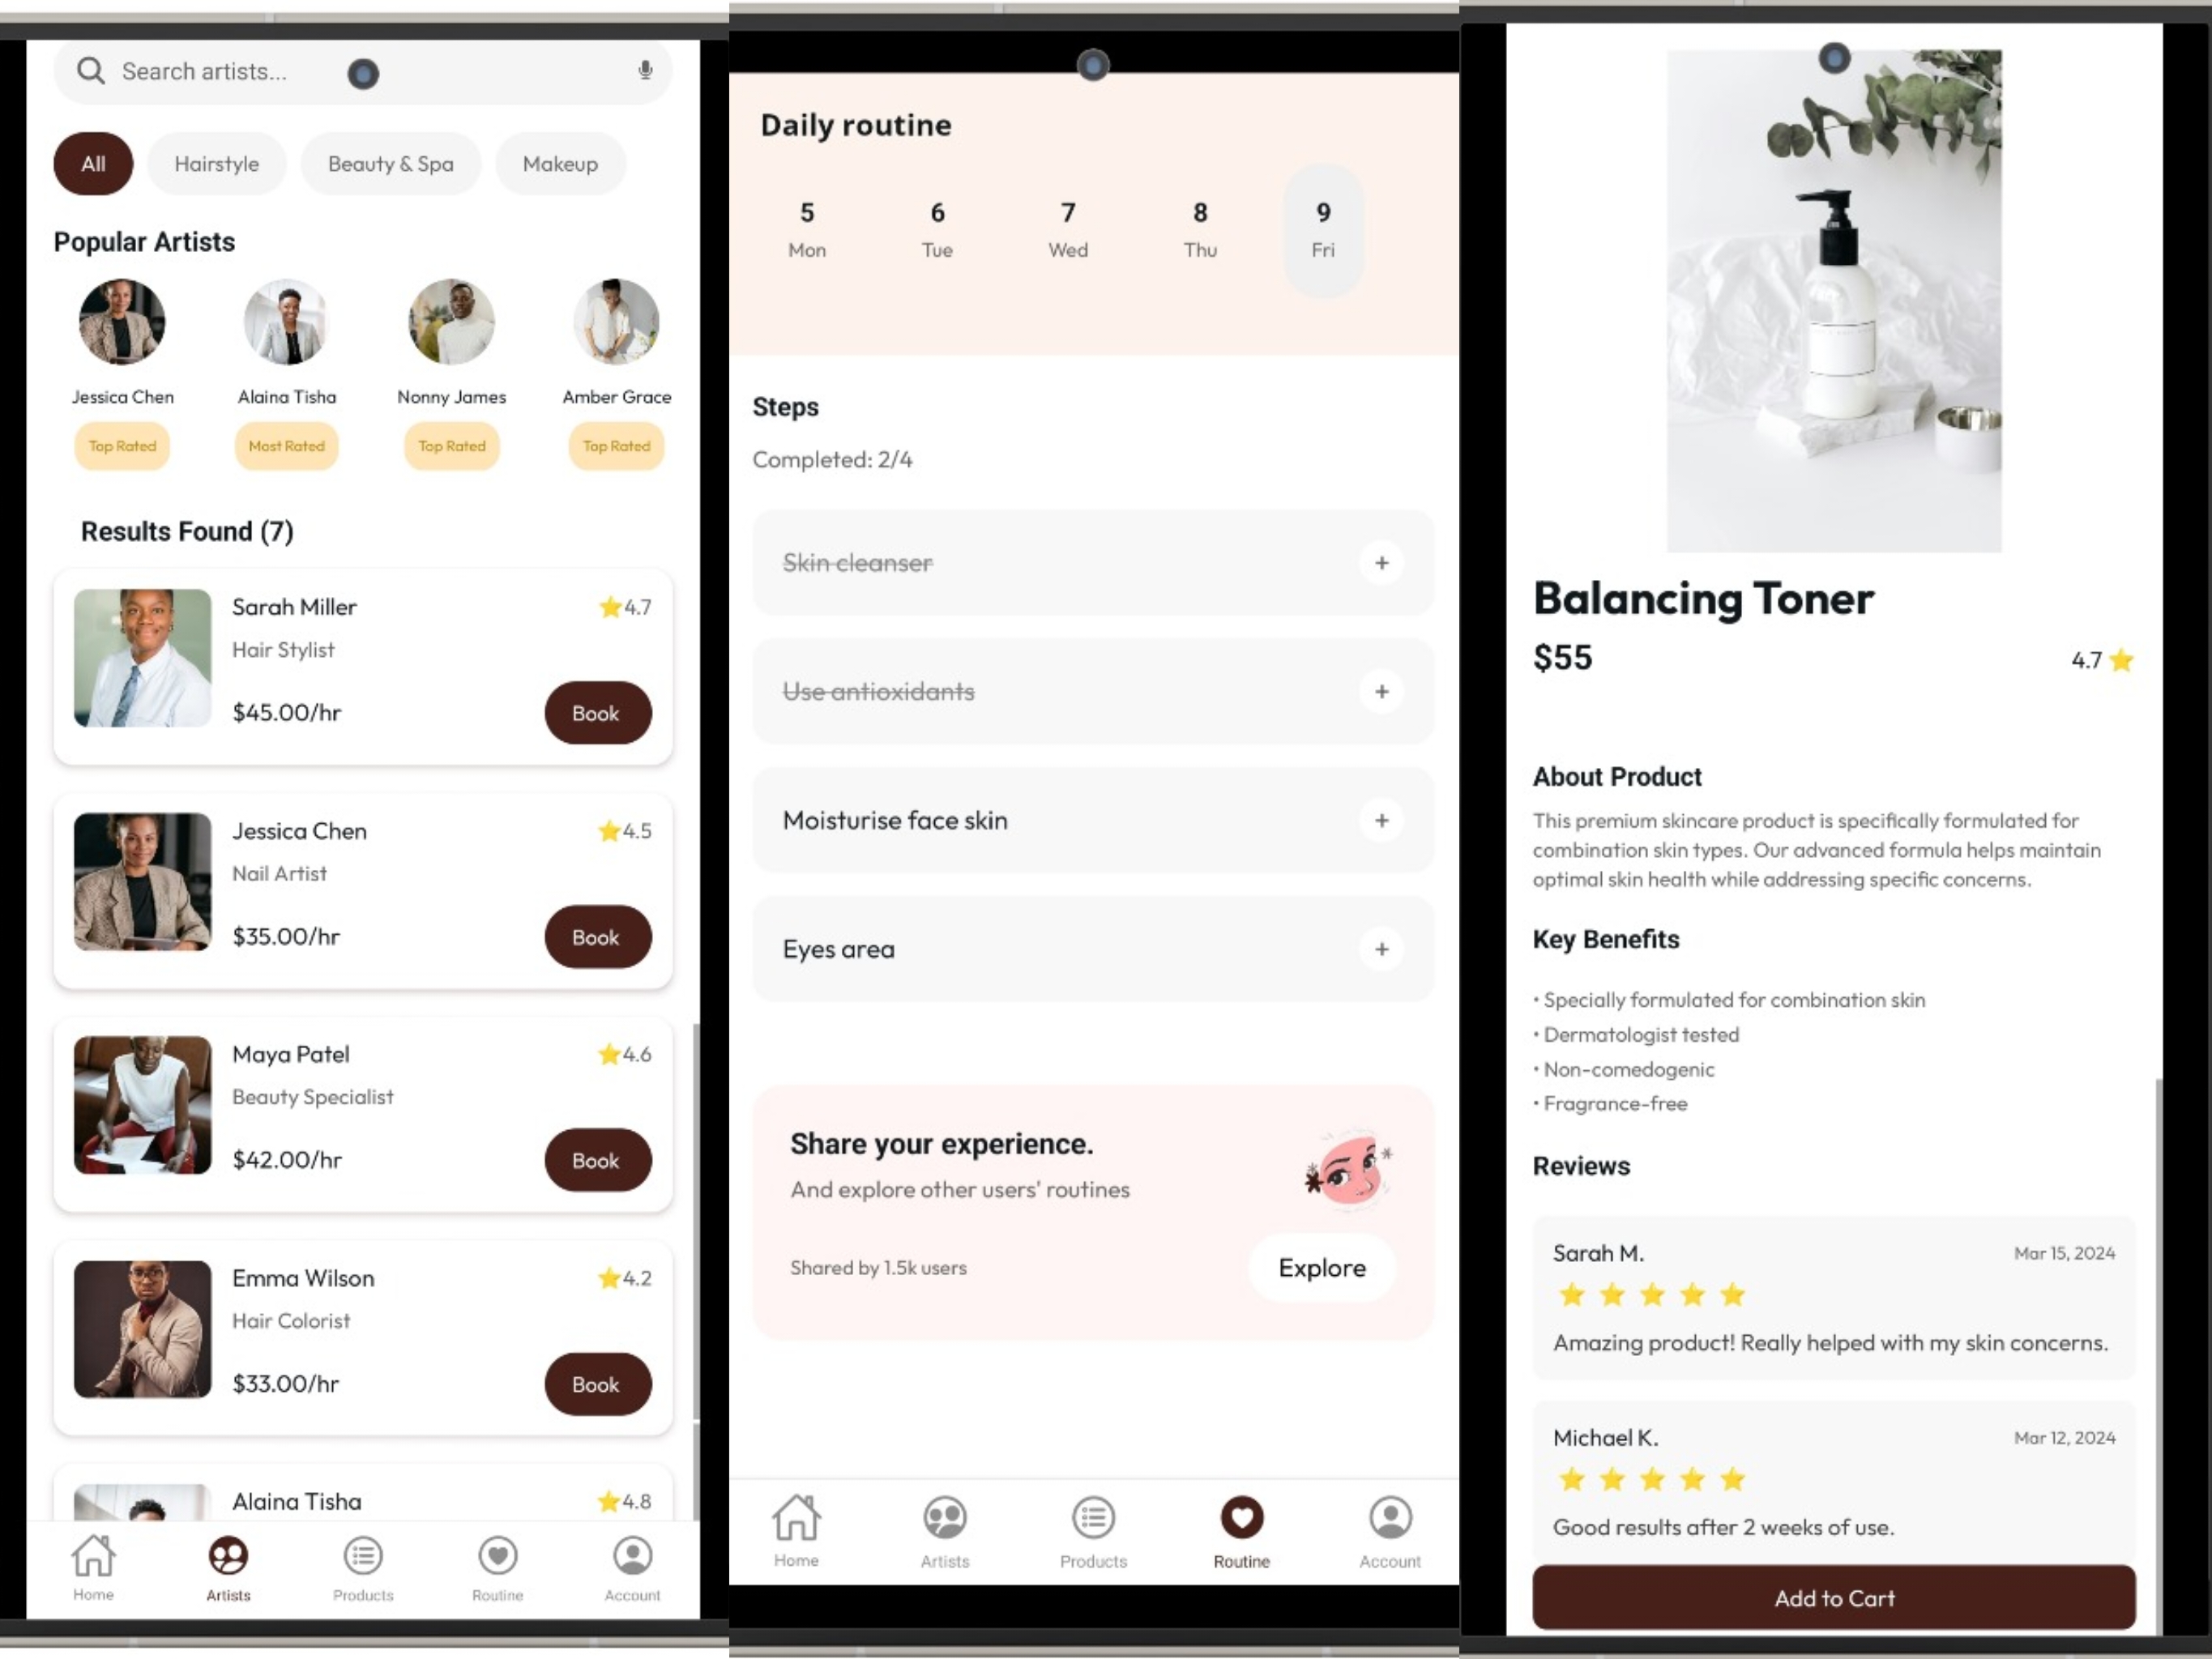 Search artists...
All
Hairstyle
Beauty & Spa
Makeup
Popular Artists
Jessica Chen
Alaina Tisha
Nonny James
Amber Grace
Top Rated
Most Rated
Top Rated
Top Rated
Results Found (7)
Sarah Miller
⭐4.7
Hair Stylist
$45.00/hr
Book
Jessica Chen
⭐4.5
Nail Artist
$35.00/hr
Book
Maya Patel
⭐4.6
Beauty Specialist
$42.00/hr
Book
Emma Wilson
⭐4.2
Hair Colorist
$33.00/hr
Book
Alaina Tisha
⭐4.8
Home
Artists
Products
Routine
Account
Daily routine
5
6
7
8
9
Mon
Tue
Wed
Thu
Fri
Steps
Completed: 2/4
Skin cleanser
+
Use antioxidants
+
Moisturise face skin
+
Eyes area
+
Share your experience.
And explore other users' routines
Shared by 1.5k users
Explore
Home
Artists
Products
Routine
Account
Balancing Toner
$55
4.7 ⭐
About Product
This premium skincare product is specifically formulated for
combination skin types. Our advanced formula helps maintain
optimal skin health while addressing specific concerns.
Key Benefits
• Specially formulated for combination skin
• Dermatologist tested
• Non-comedogenic
• Fragrance-free
Reviews
Sarah M.
Mar 15, 2024
⭐ ⭐ ⭐ ⭐ ⭐
Amazing product! Really helped with my skin concerns.
Michael K.
Mar 12, 2024
⭐ ⭐ ⭐ ⭐ ⭐
Good results after 2 weeks of use.
Add to Cart